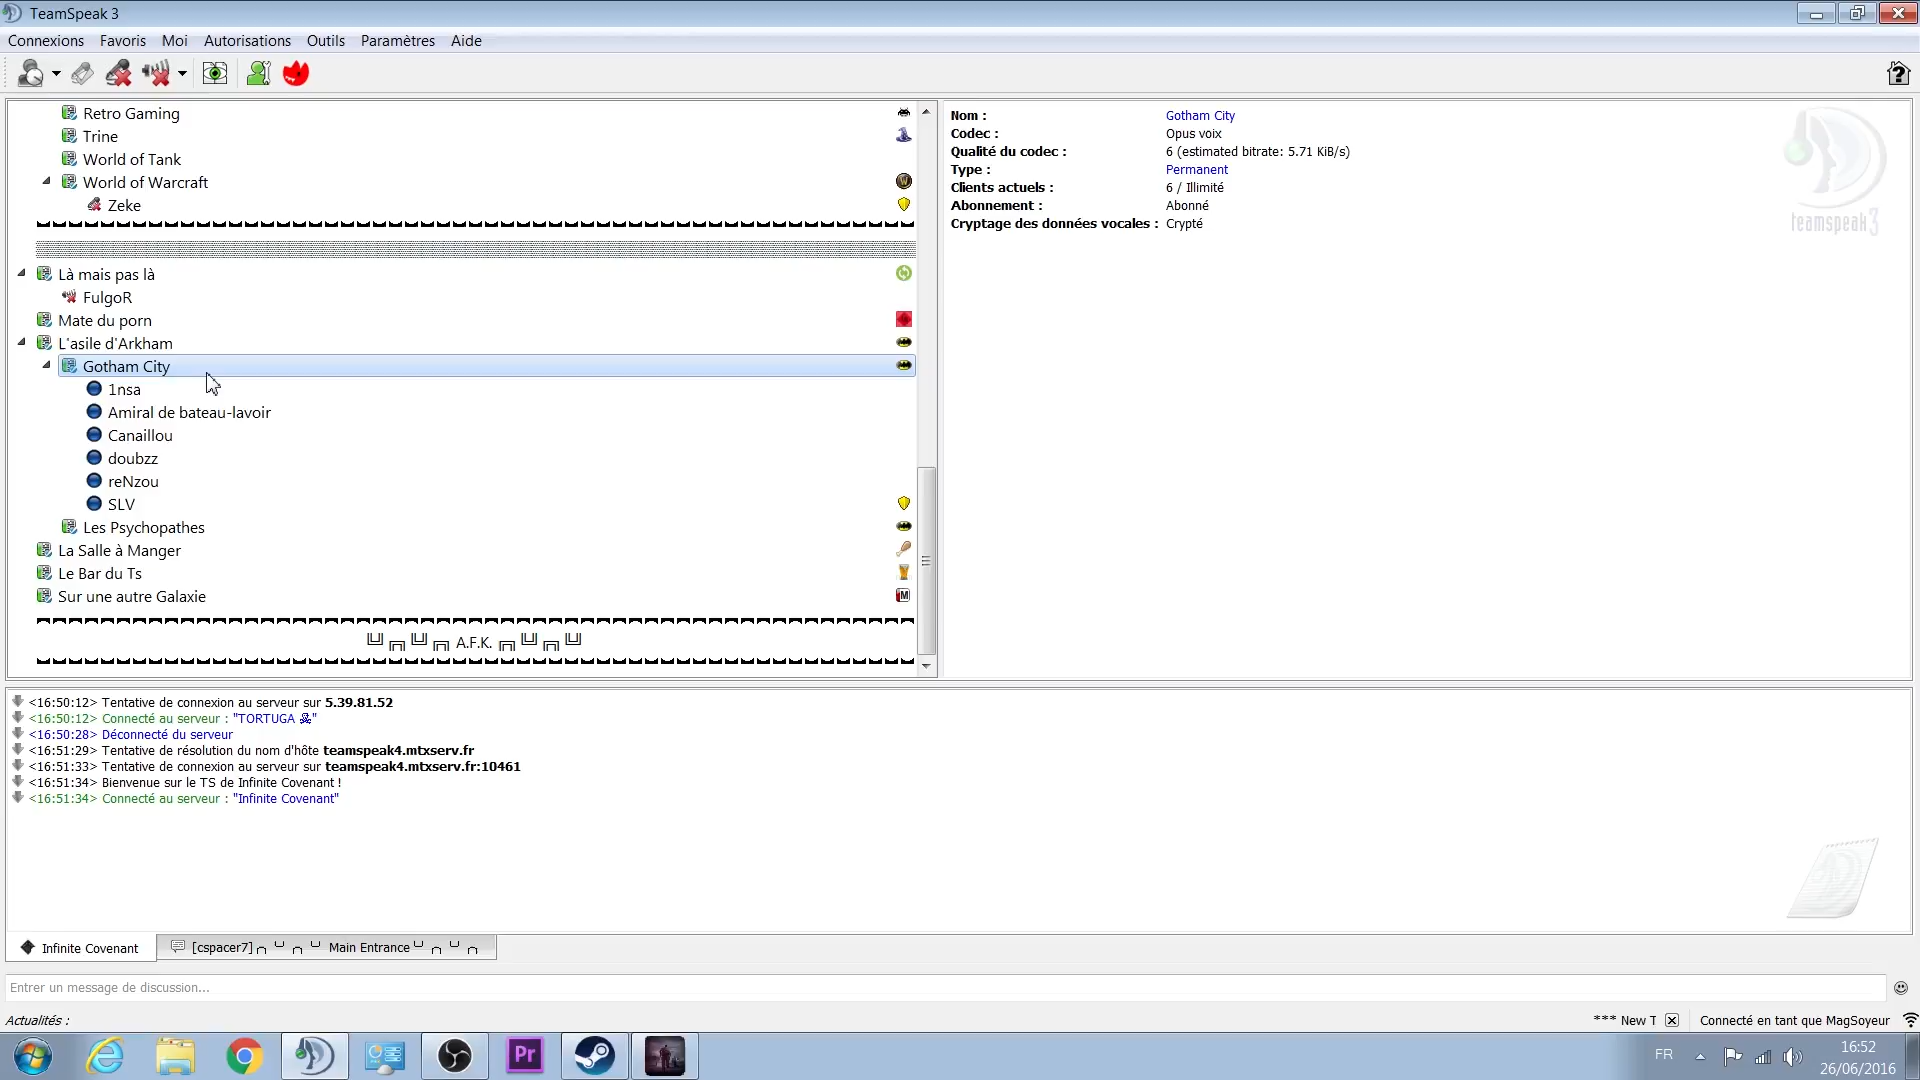 TeamSpeak 3
Connexions Favoris Moi Autorisations Outils Paramètres Aide
Retro Gaming
Trine
World of Tank
World of Warcraft
Zeke
Là mais pas là
FulgoR
Mate du porn
L'asile d'Arkham
Gotham City
1nsa
Amiral de bateau-lavoir
Canaillou
doubzz
reNzou
SLV
Les Psychopathes
La Salle à Manger
Le Bar du Ts
Sur une autre Galaxie
╚╝╔╗╚╝╔╗ A.F.K. ╔╗╚╝╔╗╚╝
Nom : Gotham City
Codec : Opus voix
Qualité du codec : 6 (estimated bitrate: 5.71 KiB/s)
Type : Permanent
Clients actuels : 6 / Illimité
Abonnement : Abonné
Cryptage des données vocales : Crypté
teamspeak3
<16:50:12> Tentative de connexion au serveur sur 5.39.81.52
<16:50:12> Connecté au serveur : "TORTUGA"
<16:50:28> Déconnecté du serveur
<16:51:29> Tentative de résolution du nom d'hôte teamspeak4.mtxserv.fr
<16:51:33> Tentative de connexion au serveur sur teamspeak4.mtxserv.fr:10461
<16:51:34> Bienvenue sur le TS de Infinite Covenant !
<16:51:34> Connecté au serveur : "Infinite Covenant"
Infinite Covenant
[cspacer7]╭╮╰╯╭╮╰╯ Main Entrance╰╯╭╮╰╯╭╮
Entrer un message de discussion...
Actualités :
*** New T
Connecté en tant que MagSoyeur
Pr
FR
16:52
26/06/2016